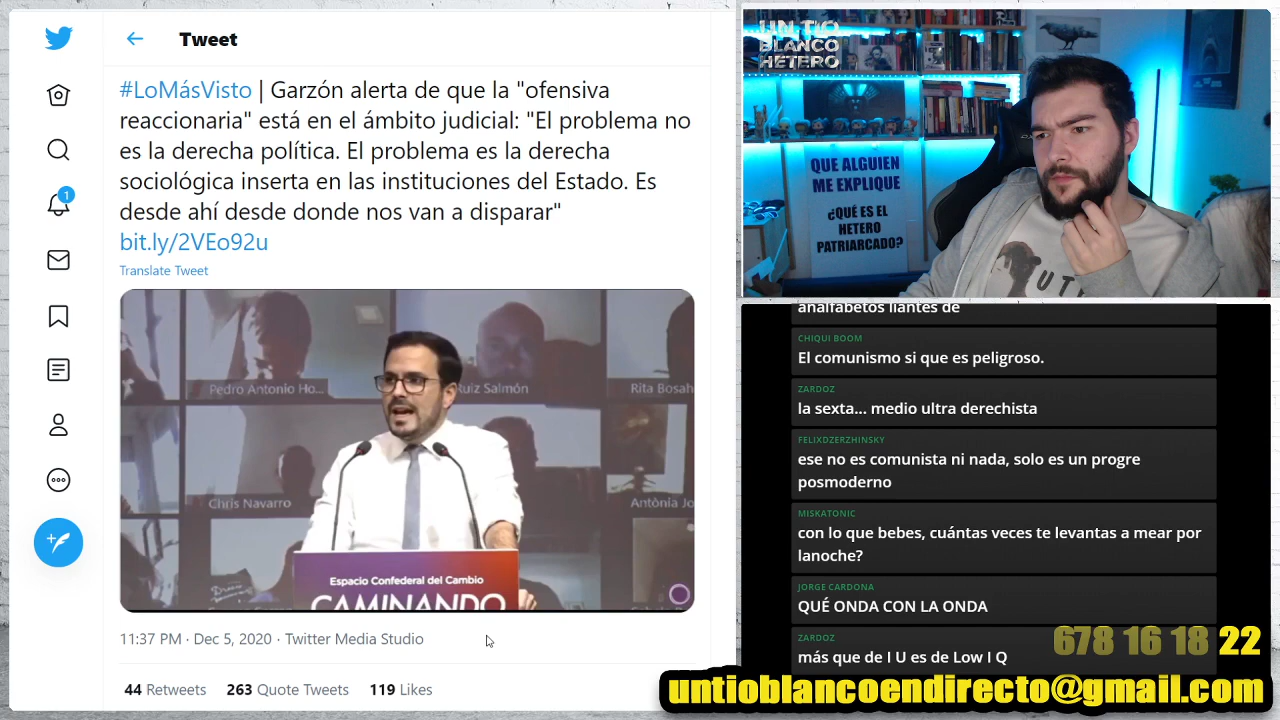 Tweet
#LoMásVisto | Garzón alerta de que la "ofensiva
reaccionaria" está en el ámbito judicial: "El problema no
es la derecha política. El problema es la derecha
sociológica inserta en las instituciones del Estado. Es
desde ahí desde donde nos van a disparar"
bit.ly/2VEo92u
Translate Tweet
1
Pedro Antonio Ho...
Ruiz Salmón
Rita Bosah
Chris Navarro
Antònia Jo
Espacio Confederal del Cambio
CAMINANDO
11:37 PM · Dec 5, 2020 · Twitter Media Studio
44 Retweets 263 Quote Tweets 119 Likes
UN TIO
BLANCO
HETERO
QUE ALGUIEN
ME EXPLIQUE
¿QUÉ ES EL
HETERO
PATRIARCADO?
UTB
analfabetos llantes de
CHIQUI BOOM
El comunismo si que es peligroso.
ZARDOZ
la sexta... medio ultra derechista
FELIXDZERZHINSKY
ese no es comunista ni nada, solo es un progre
posmoderno
MISKATONIC
con lo que bebes, cuántas veces te levantas a mear por
lanoche?
JORGE CARDONA
QUÉ ONDA CON LA ONDA
ZARDOZ
más que de I U es de Low I Q
678 16 18 22
untioblancoendirecto@gmail.com